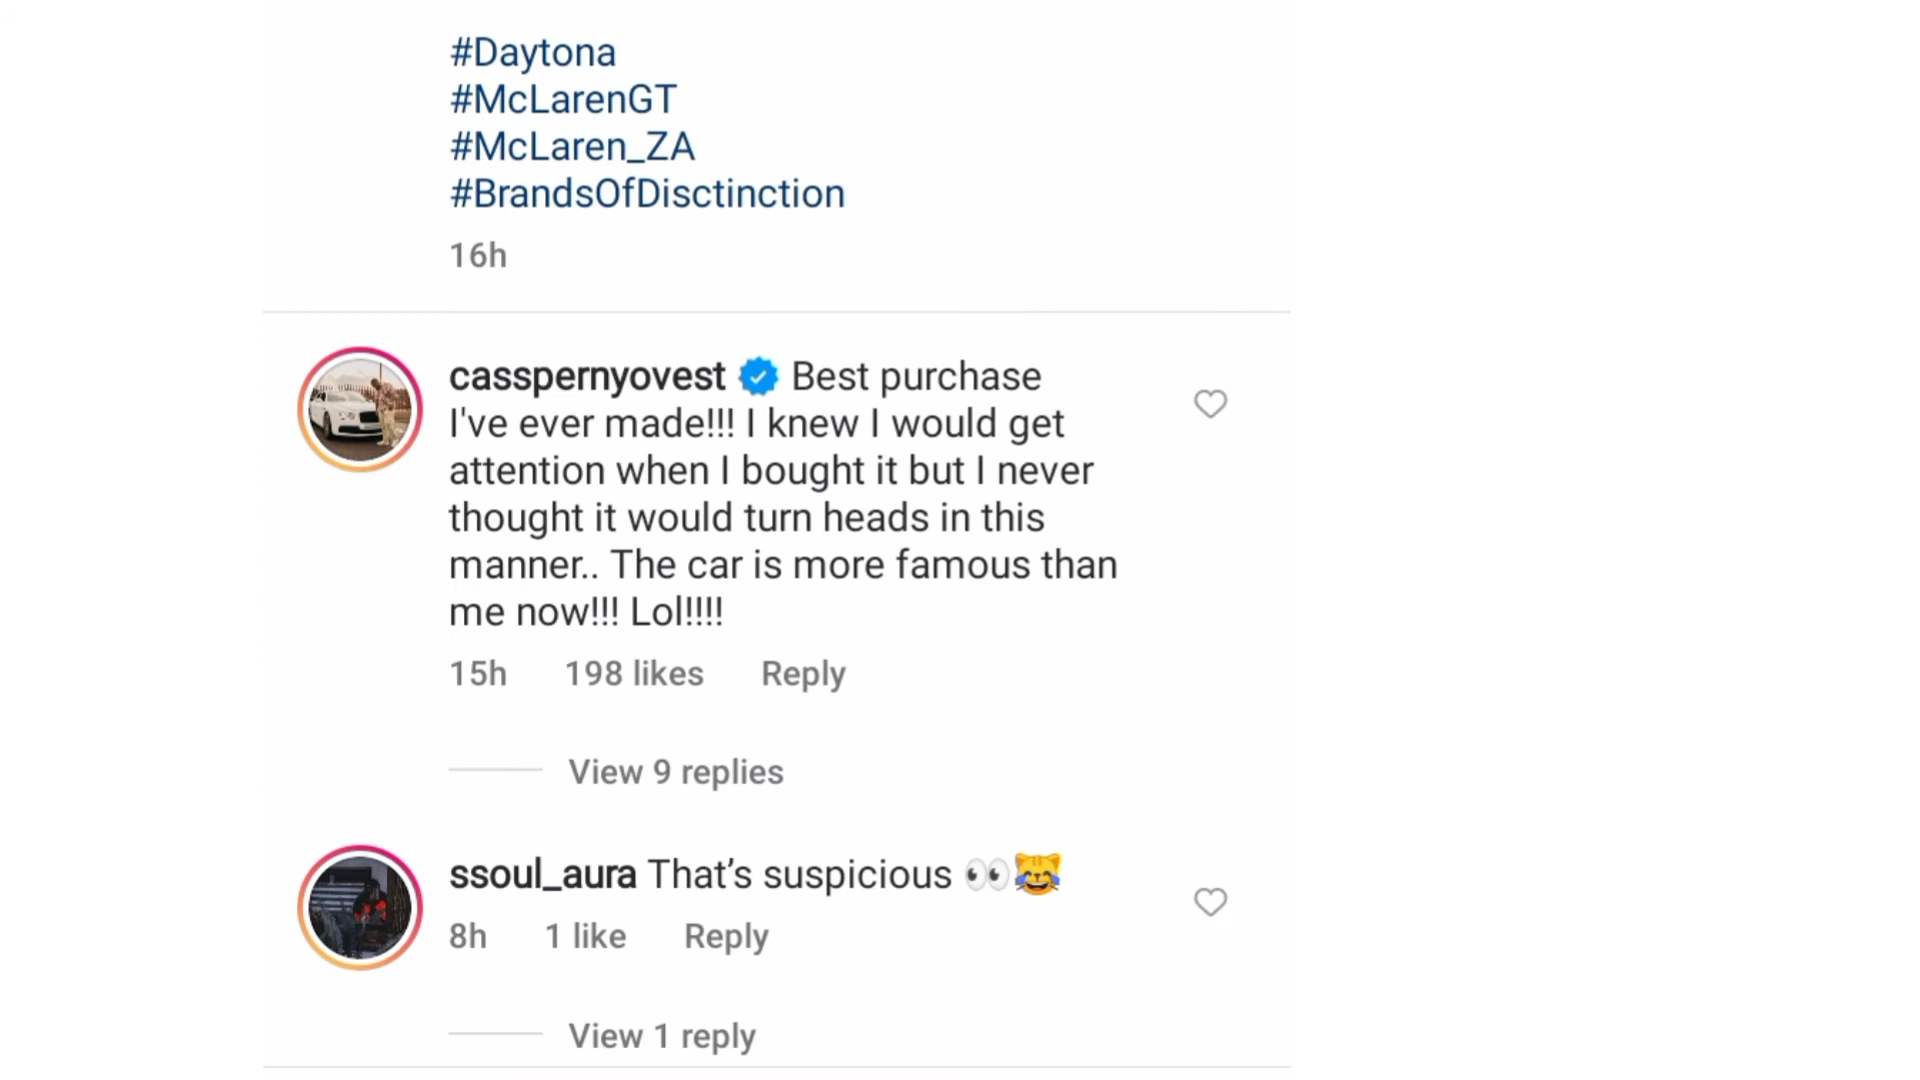 #Daytona
#McLarenGT
#McLaren_ZA
#BrandsOfDisctinction
16h
casspernyovest Best purchase
I've ever made!!! I knew I would get
attention when I bought it but I never
thought it would turn heads in this
manner.. The car is more famous than
me now!!! Lol!!!!
15h 198 likes Reply
View 9 replies
ssoul_aura That’s suspicious 👀😹
8h 1 like Reply
View 1 reply